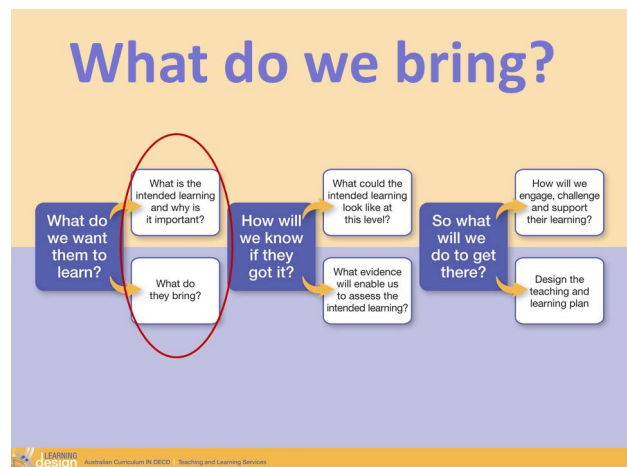 What do we bring?
What do
we want
them to
learn?
What is the
intended learning
and why is
it important?
What do
they bring?
How will
we know
if they
got it?
What could the
intended learning
look like at
this level?
What evidence
will enable us
to assess the
intended learning?
So what
will we
do to get
there?
How will we
engage, challenge
and support
their learning?
Design the
teaching and
learning plan
LEARNING
design
Australian Curriculum IN DECD | Teaching and Learning Services